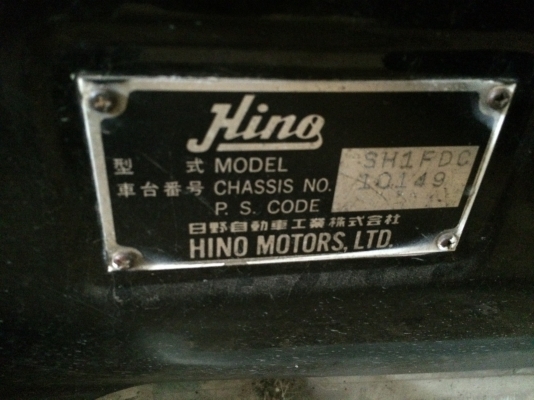 Hino
型 式 MODEL SH1FDC
車台番号 CHASSIS NO. 10149
P. S. CODE
日野自動車工業株式会社
HINO MOTORS, LTD.